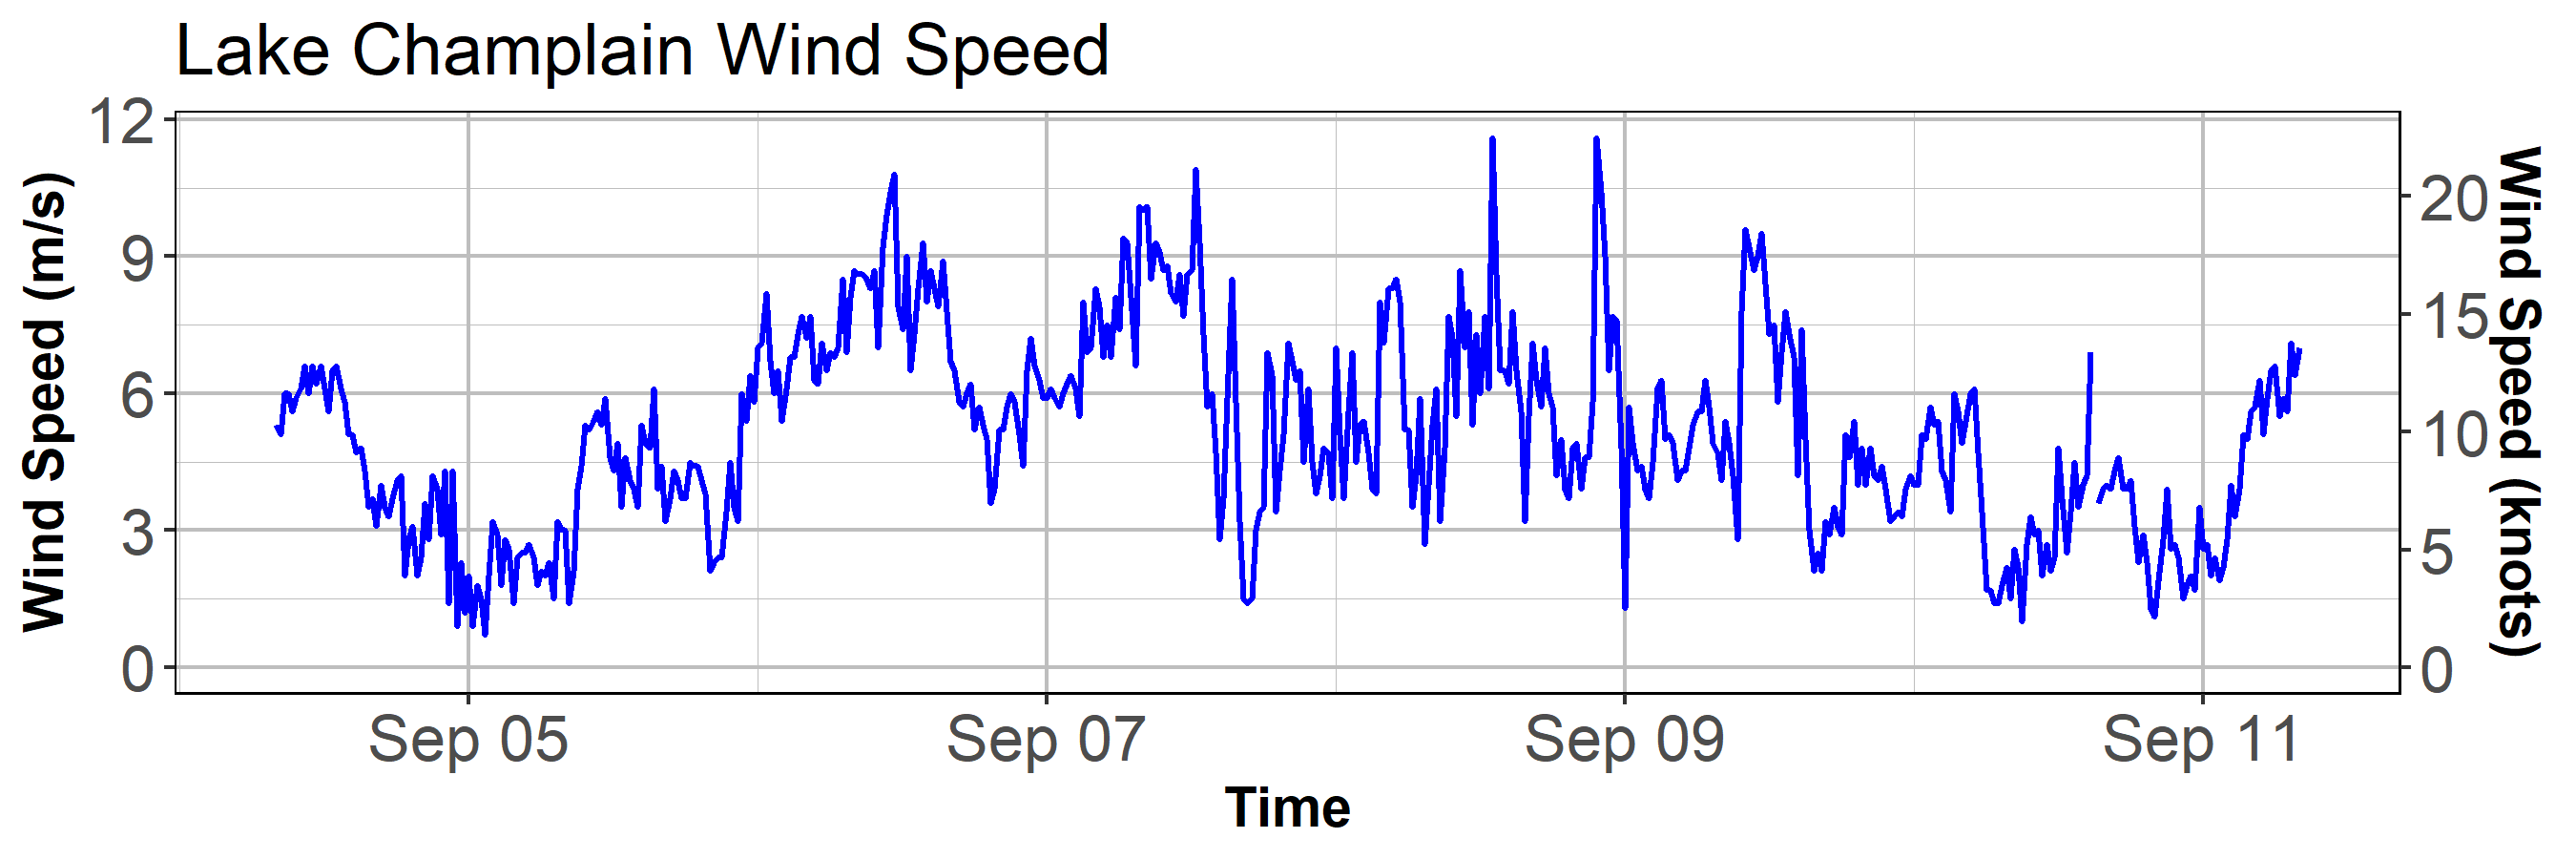 Lake Champlain Wind Speed
Wind Speed (m/s)
12
9
6
3
0
20
15
10
5
0
Wind Speed (knots)
Sep 05
Sep 07
Sep 09
Sep 11
Time